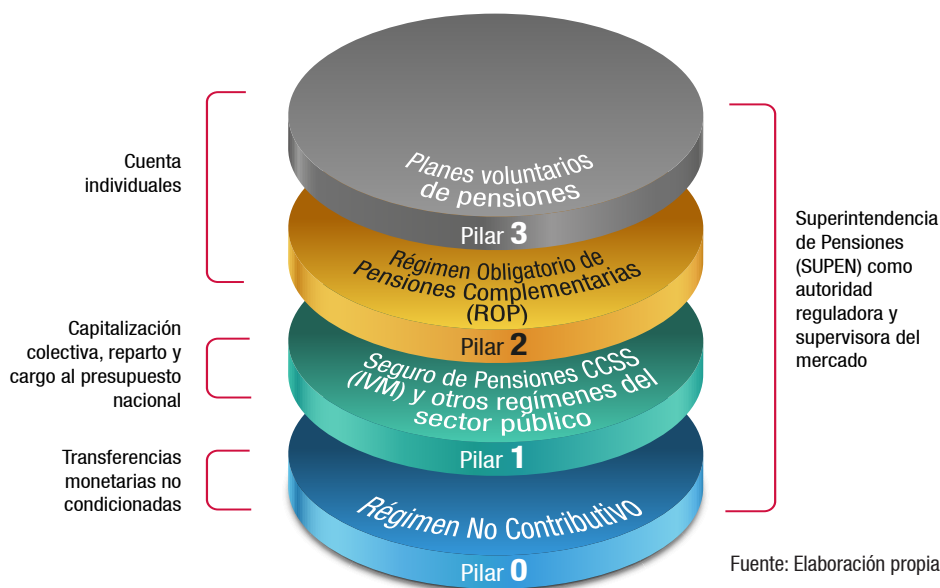 Cuenta
individuales
Capitalización
colectiva, reparto y
cargo al presupuesto
nacional
Transferencias
monetarias no
condicionadas
Planes voluntarios
de pensiones
Pilar 3
Régimen Obligatorio de
Pensiones Complementarias
(ROP)
Pilar 2
Seguro de Pensiones CCSS
(IVM) y otros regímenes del
sector público
Pilar 1
Régimen No Contributivo
Pilar 0
Superintendencia
de Pensiones
(SUPEN) como
autoridad
reguladora y
supervisora del
mercado
Fuente: Elaboración propia